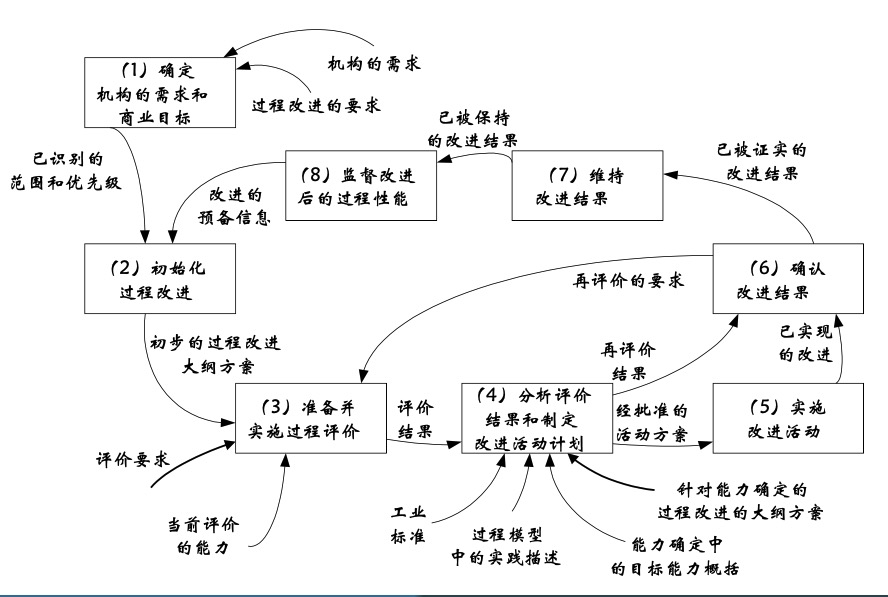 （1）确定
机构的需求和
商业目标
机构的需求
过程改进的要求
已识别的
范围和优先级
已被保持
的改进结果
（8）监督改进
后的过程性能
改进的
预备信息
（7）维持
改进结果
已被证实的
改进结果
（2）初始化
过程改进
再评价的要求
（6）确认
改进结果
初步的过程改进
大纲方案
再评价
结果
已实现
的改进
（3）准备并
实施过程评价
评价
结果
（4）分析评价
结果和制定
改进活动计划
经批准的
活动方案
（5）实施
改进活动
评价要求
当前评价
的能力
工业
标准
过程模型
中的实践描述
能力确定中
的目标能力概括
针对能力确定的
过程改进的大纲方案